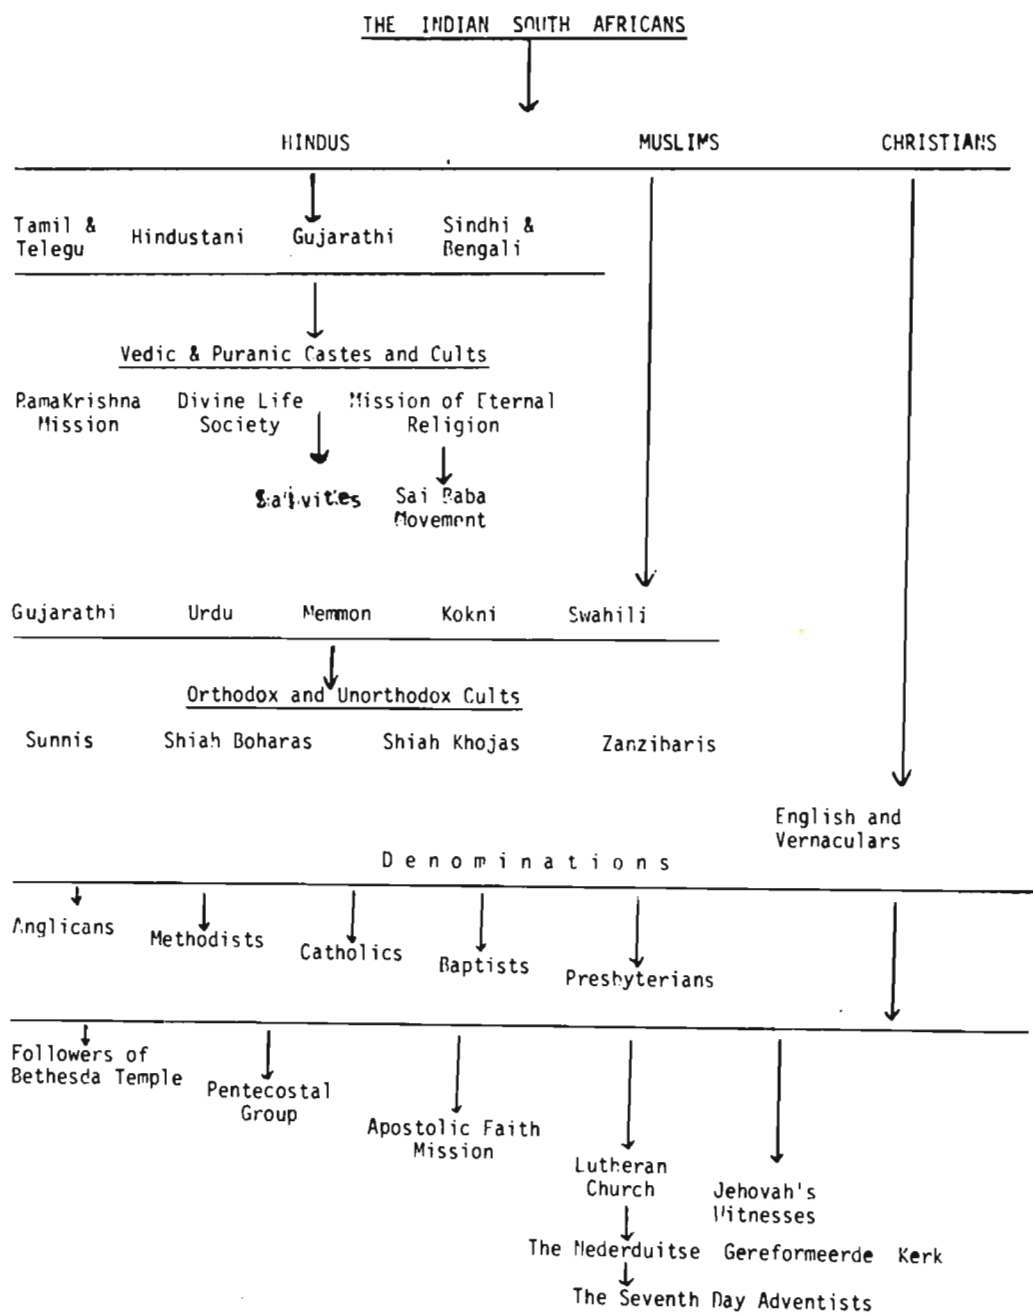 THE INDIAN SOUTH AFRICANS
HINDUS MUSLIMS CHRISTIANS
Tamil & Telegu Hindustani Gujarathi Sindhi & Bengali
Vedic & Puranic Castes and Cults
RamaKrishna Mission Divine Life Society Mission of Eternal Religion
Sai Baba Movement
Gujarathi Urdu Memmon Kokni Swahili
Orthodox and Unorthodox Cults
Sunnis Shiah Boharas Shiah Khojas Zanzibaris
English and
Vernaculars
Denominations
Anglicans Methodists Catholics Baptists Presbyterians
Followers of
Bethesda Temple
Pentecostal
Group
Apostolic Faith
Mission
Lutheran
Church
Jehovah's
Witnesses
The Nederduitse Gereformeerde Kerk
The Seventh Day Adventists